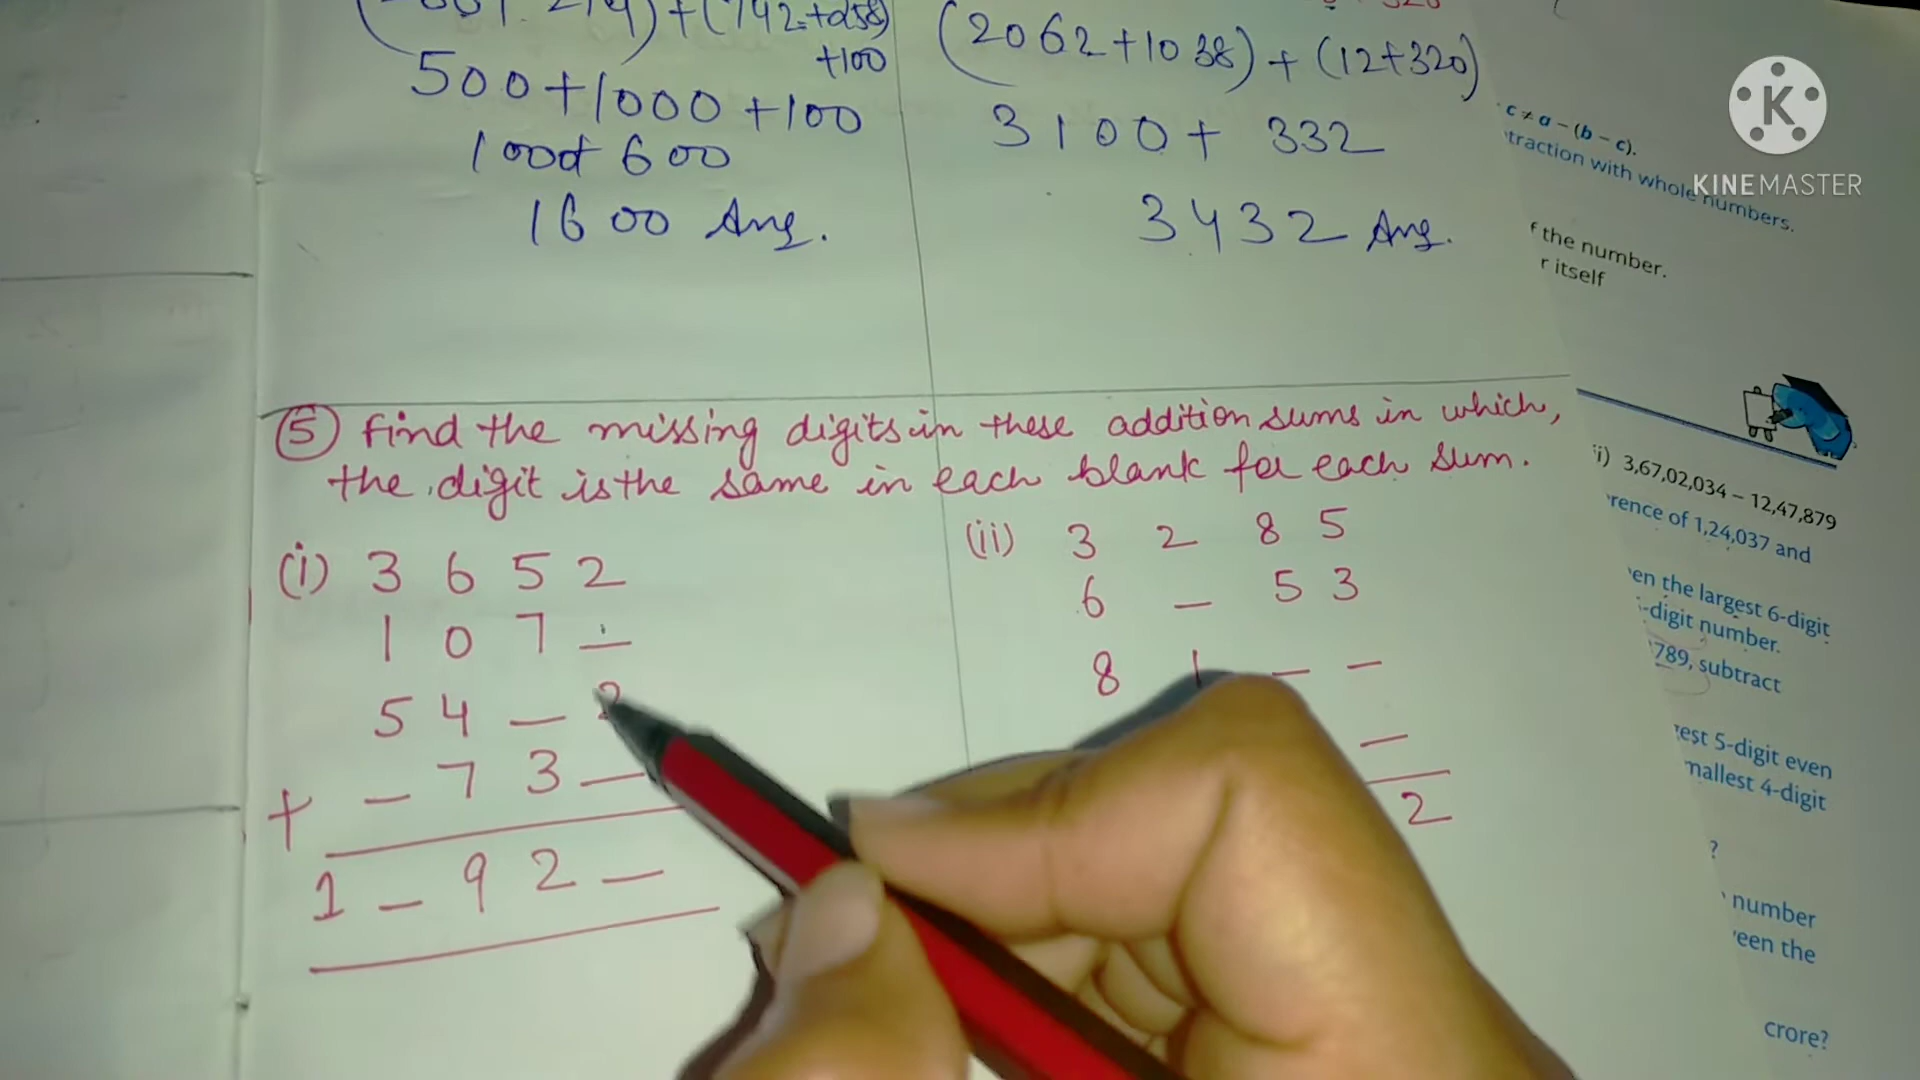 +(742+258)
+100
500+1000+100
1000+600
1600 Ans.
(2062+1038)+(12+320)
3100+ 332
3432 Ans.
c ≠ a – (b – c).
traction with whole numbers.
KINEMASTER
f the number.
r itself
⑤ Find the missing digits in these addition sums in which,
the digit is the same in each blank for each sum.
(i) 3 6 5 2
1 0 7 _
5 4 _
+ _ 7 3 _
1 _ 9 2 _
(ii) 3 2 8 5
6 _ 5 3
8 1 _ _
_
2
i) 3,67,02,034 – 12,47,879
rence of 1,24,037 and
en the largest 6-digit
-digit number.
789, subtract
est 5-digit even
mallest 4-digit
?
number
een the
crore?